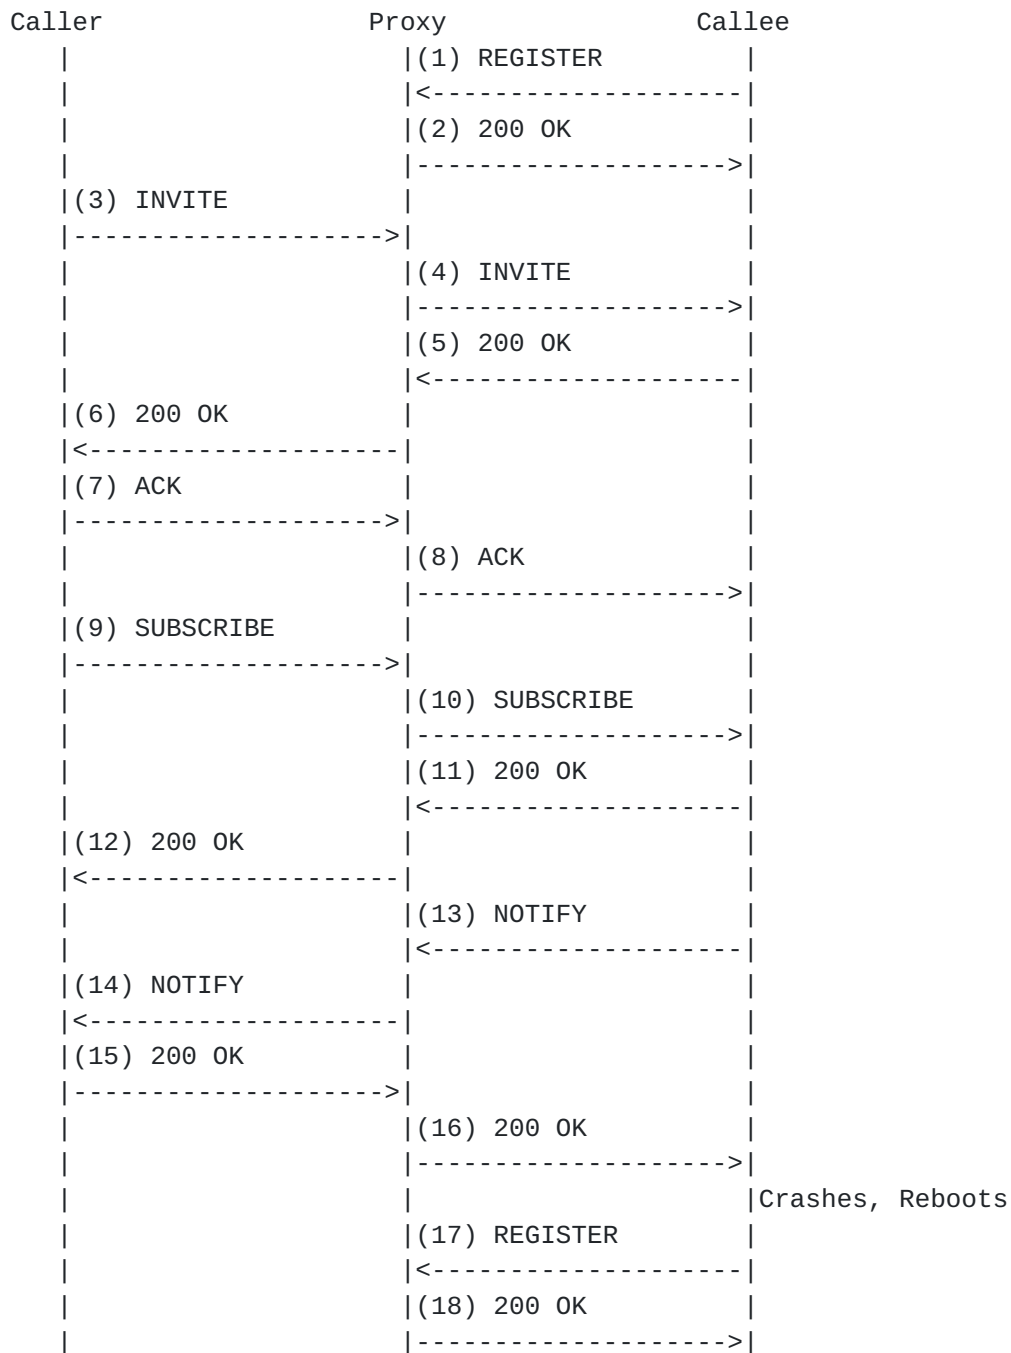 Caller Proxy Callee
(1) REGISTER
(2) 200 OK
(3) INVITE
(4) INVITE
(5) 200 OK
(6) 200 OK
(7) ACK
(8) ACK
(9) SUBSCRIBE
(10) SUBSCRIBE
(11) 200 OK
(12) 200 OK
(13) NOTIFY
(14) NOTIFY
(15) 200 OK
(16) 200 OK
Crashes, Reboots
(17) REGISTER
(18) 200 OK